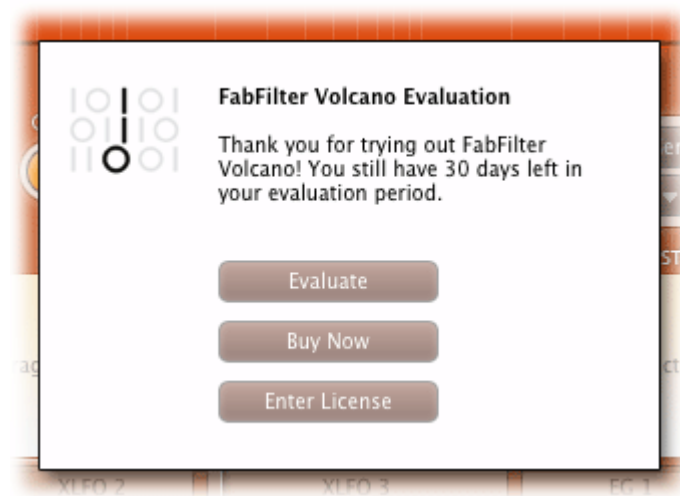 FabFilter Volcano Evaluation
Thank you for trying out FabFilter
Volcano! You still have 30 days left in
your evaluation period.
Evaluate
Buy Now
Enter License
XLFO 2
XLFO 3
EG 1